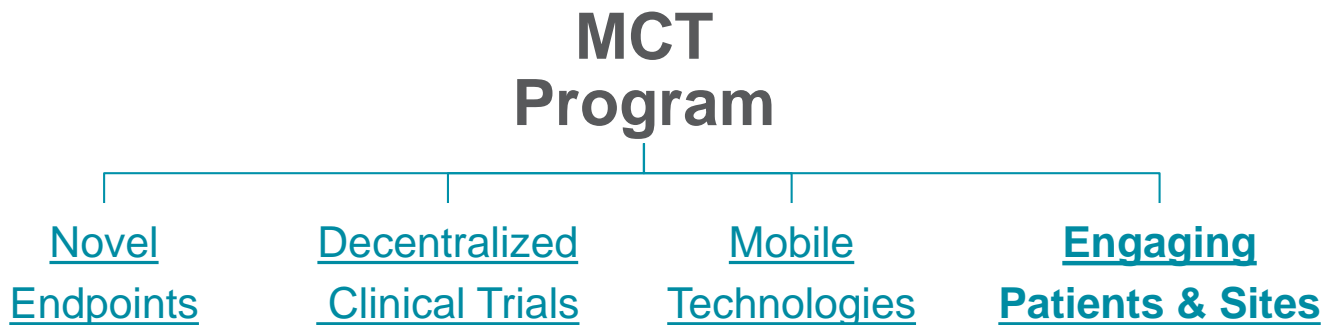 MCT
Program
Novel
Endpoints
Decentralized
Clinical Trials
Mobile
Technologies
Engaging
Patients & Sites